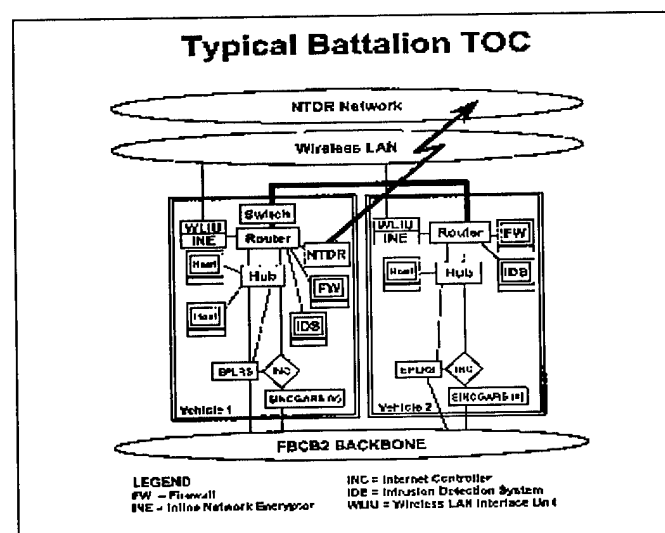 Typical Battalion TOC
NTDR Network
Wireless LAN
Switch
WLIU
INE
Router
NTDR
Host
Hub
FW
Host
IDS
EPLRS
INC
SINCGARS (x)
Vehicle 1
WLIU
INE
Router
FW
Host
Hub
IDS
EPLRS
INC
SINCGARS (x)
Vehicle 2
FBCB2 BACKBONE
LEGEND
FW = Firewall
INE = Inline Network Encryptor
INC = Internet Controller
IDS = Intrusion Detection System
WLIU = Wireless LAN Interface Unit